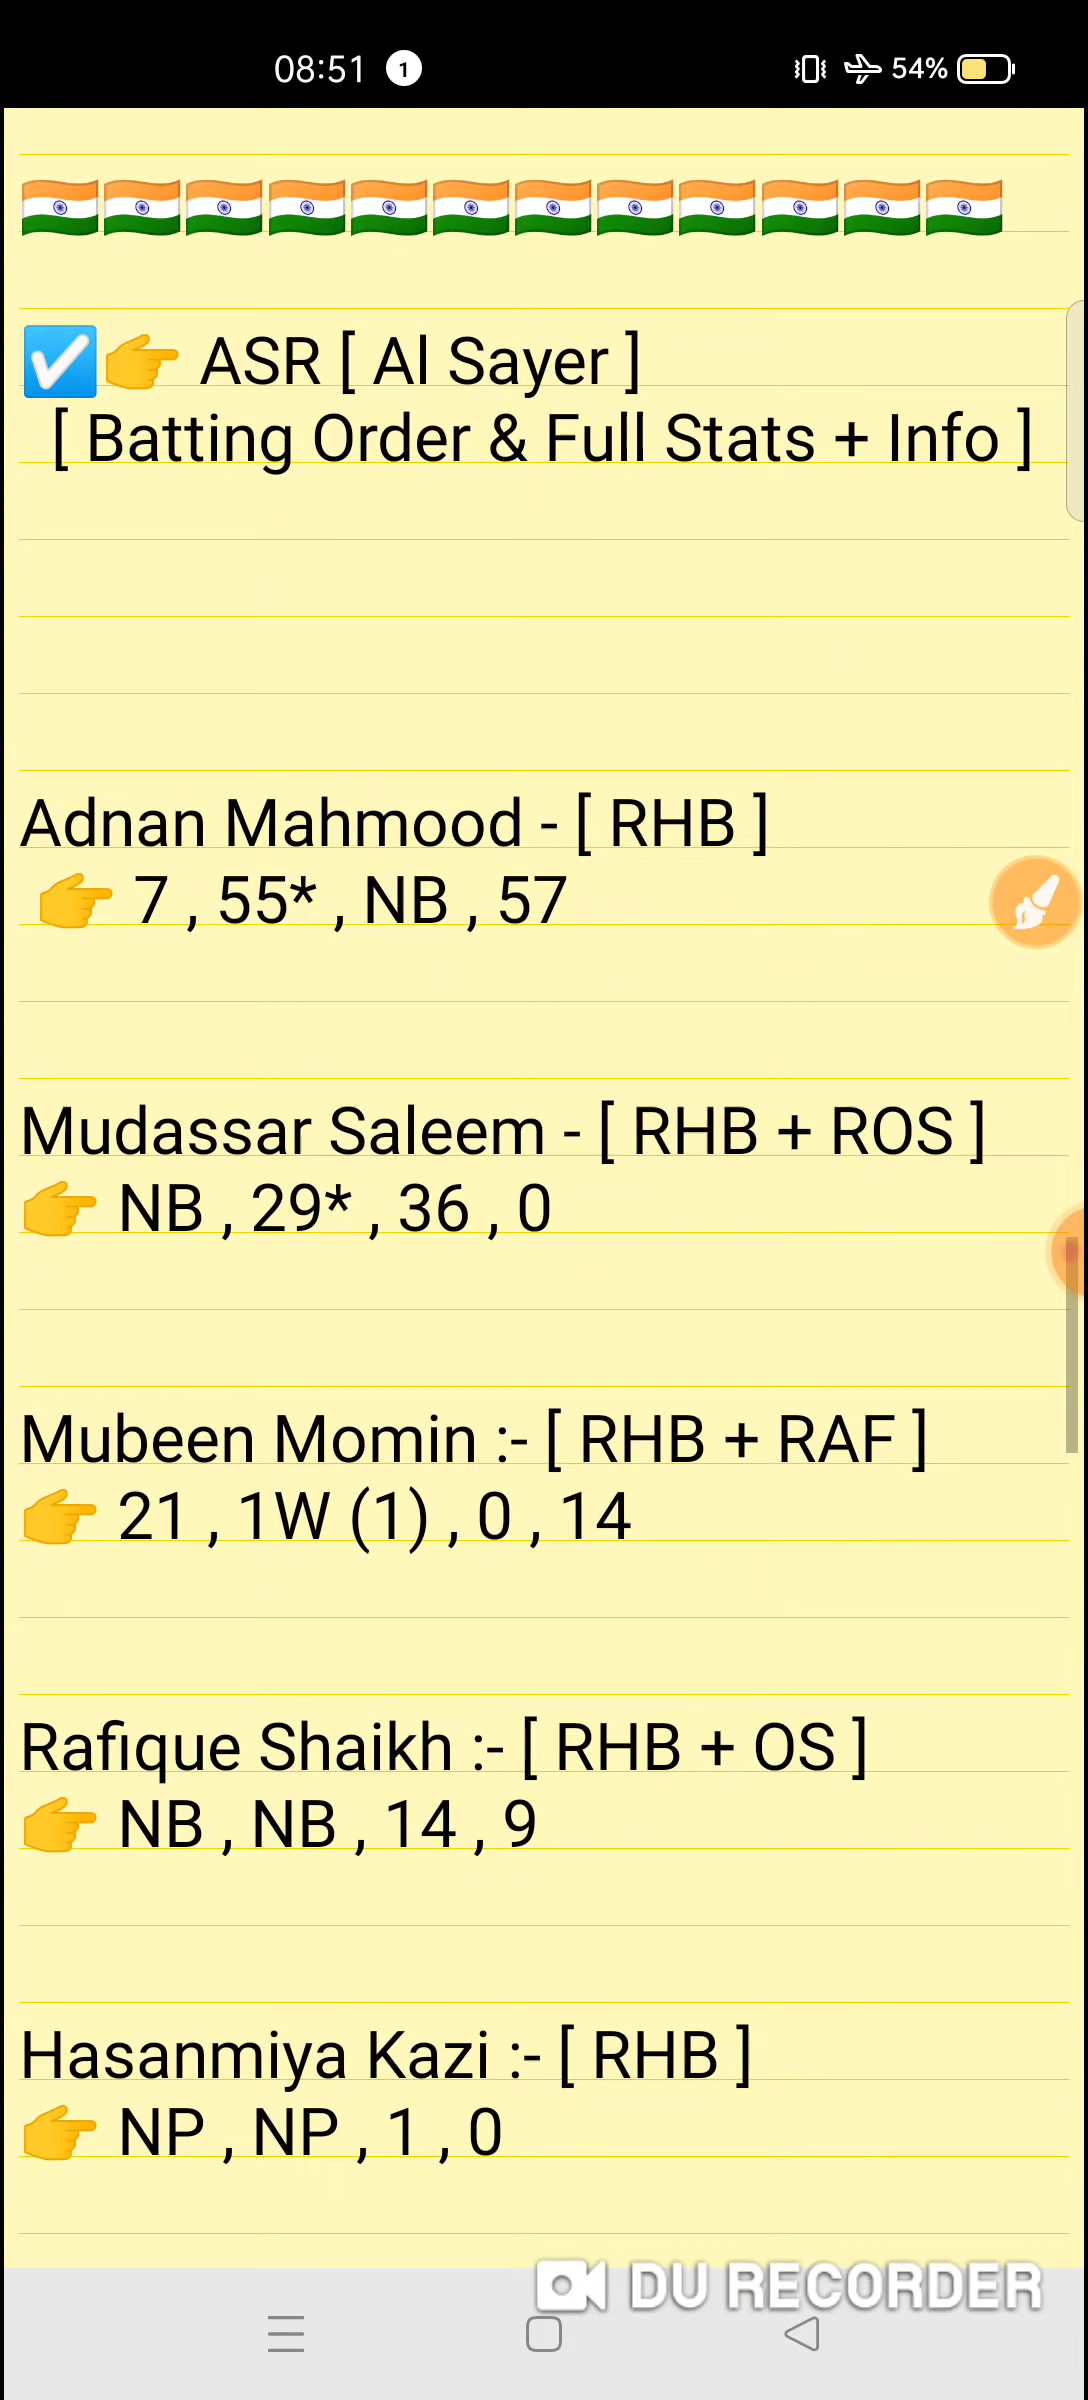 08:51 1 54%
🇮🇳🇮🇳🇮🇳🇮🇳🇮🇳🇮🇳🇮🇳🇮🇳🇮🇳🇮🇳🇮🇳🇮🇳
☑️👉 ASR [ Al Sayer ]
[ Batting Order & Full Stats + Info ]
Adnan Mahmood - [ RHB ]
👉 7 , 55* , NB , 57
Mudassar Saleem - [ RHB + ROS ]
👉 NB , 29* , 36 , 0
Mubeen Momin :- [ RHB + RAF ]
👉 21 , 1W (1) , 0 , 14
Rafique Shaikh :- [ RHB + OS ]
👉 NB , NB , 14 , 9
Hasanmiya Kazi :- [ RHB ]
👉 NP , NP , 1 , 0
DU RECORDER